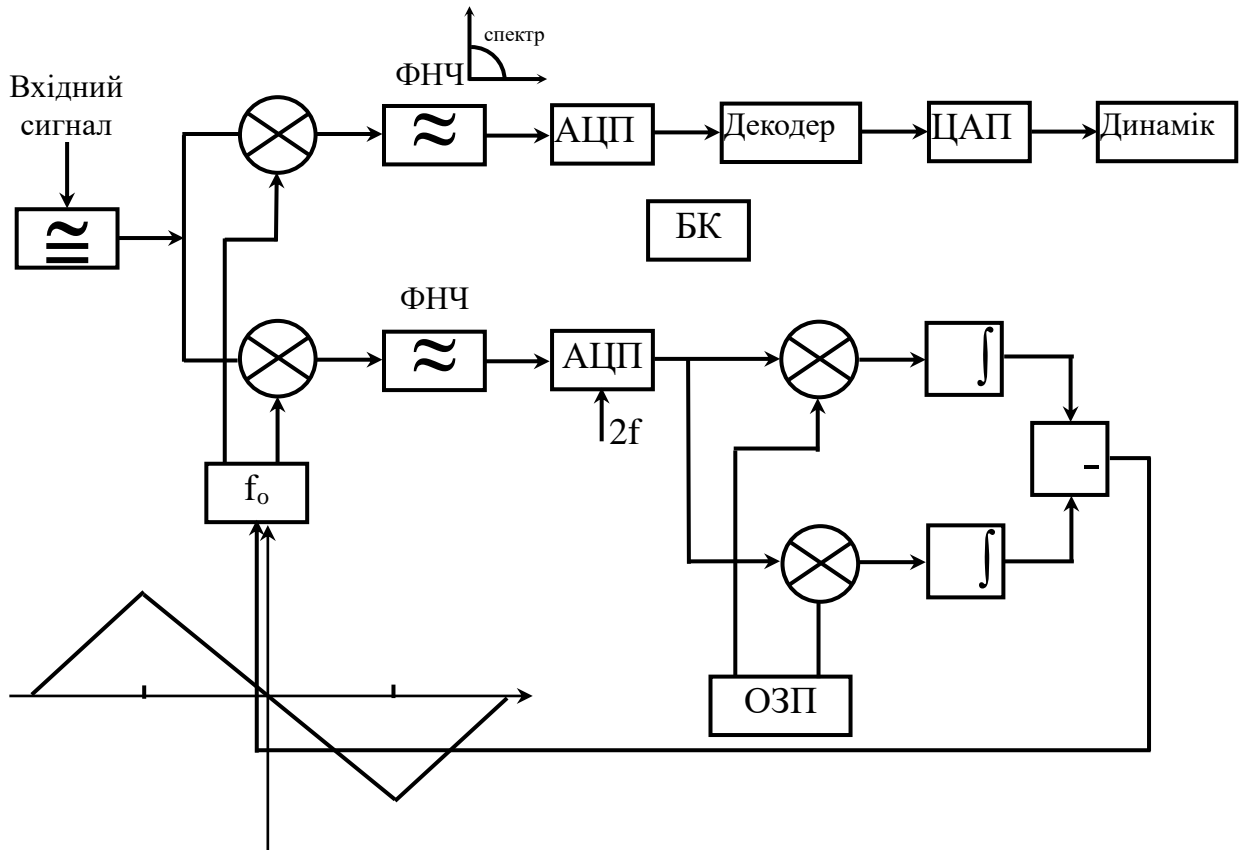 спектр
ФНЧ
Вхідний
сигнал
АЦП
Декодер
ЦАП
Динамік
БК
ФНЧ
АЦП
2f
fo
ОЗП